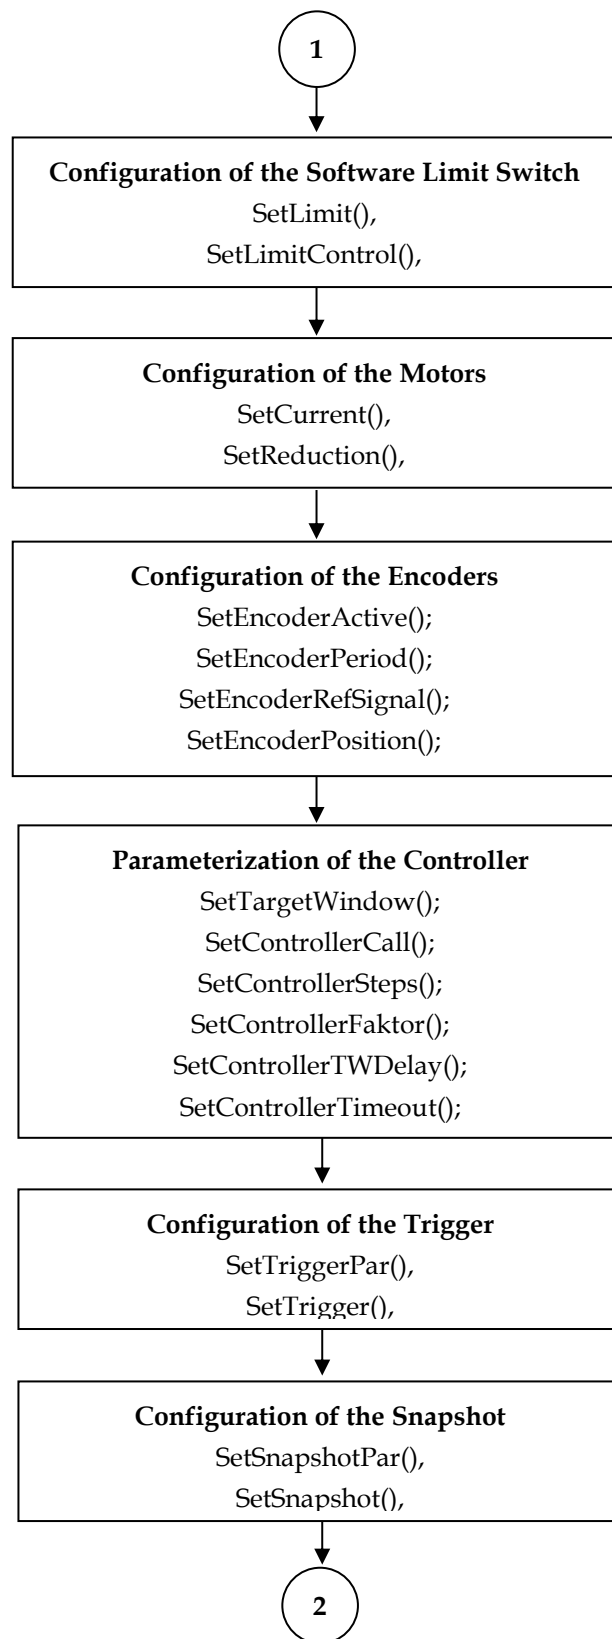 1
Configuration of the Software Limit Switch
SetLimit(),
SetLimitControl(),
Configuration of the Motors
SetCurrent(),
SetReduction(),
Configuration of the Encoders
SetEncoderActive();
SetEncoderPeriod();
SetEncoderRefSignal();
SetEncoderPosition();
Parameterization of the Controller
SetTargetWindow();
SetControllerCall();
SetControllerSteps();
SetControllerFaktor();
SetControllerTWDelay();
SetControllerTimeout();
Configuration of the Trigger
SetTriggerPar(),
SetTrigger(),
Configuration of the Snapshot
SetSnapshotPar(),
SetSnapshot(),
2